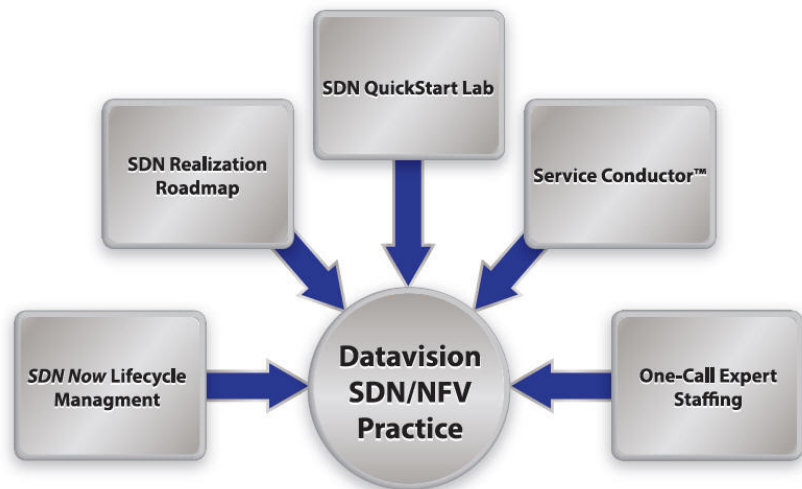 SDN QuickStart Lab
SDN Realization
Roadmap
Service Conductor™
SDN Now Lifecycle
Managment
Datavision
SDN/NFV
Practice
One-Call Expert
Staffing